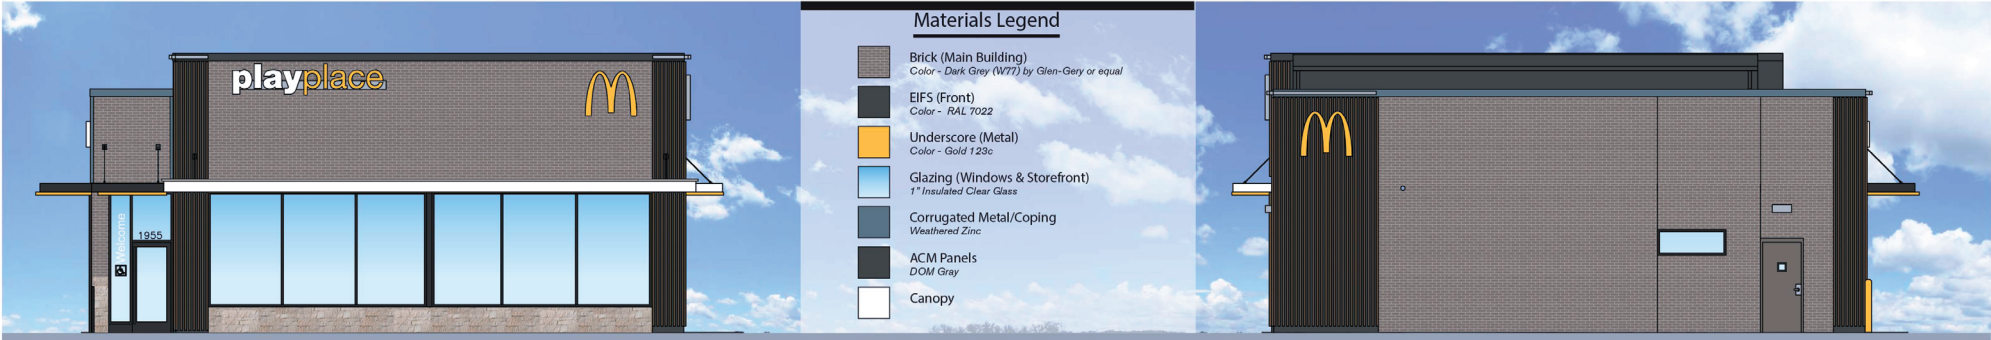 playplace
Welcome
1955
Materials Legend
Brick (Main Building)
Color - Dark Grey (W77) by Glen-Gery or equal
EIFS (Front)
Color - RAL 7022
Underscore (Metal)
Color - Gold 123c
Glazing (Windows & Storefront)
1" Insulated Clear Glass
Corrugated Metal/Coping
Weathered Zinc
ACM Panels
DOM Gray
Canopy